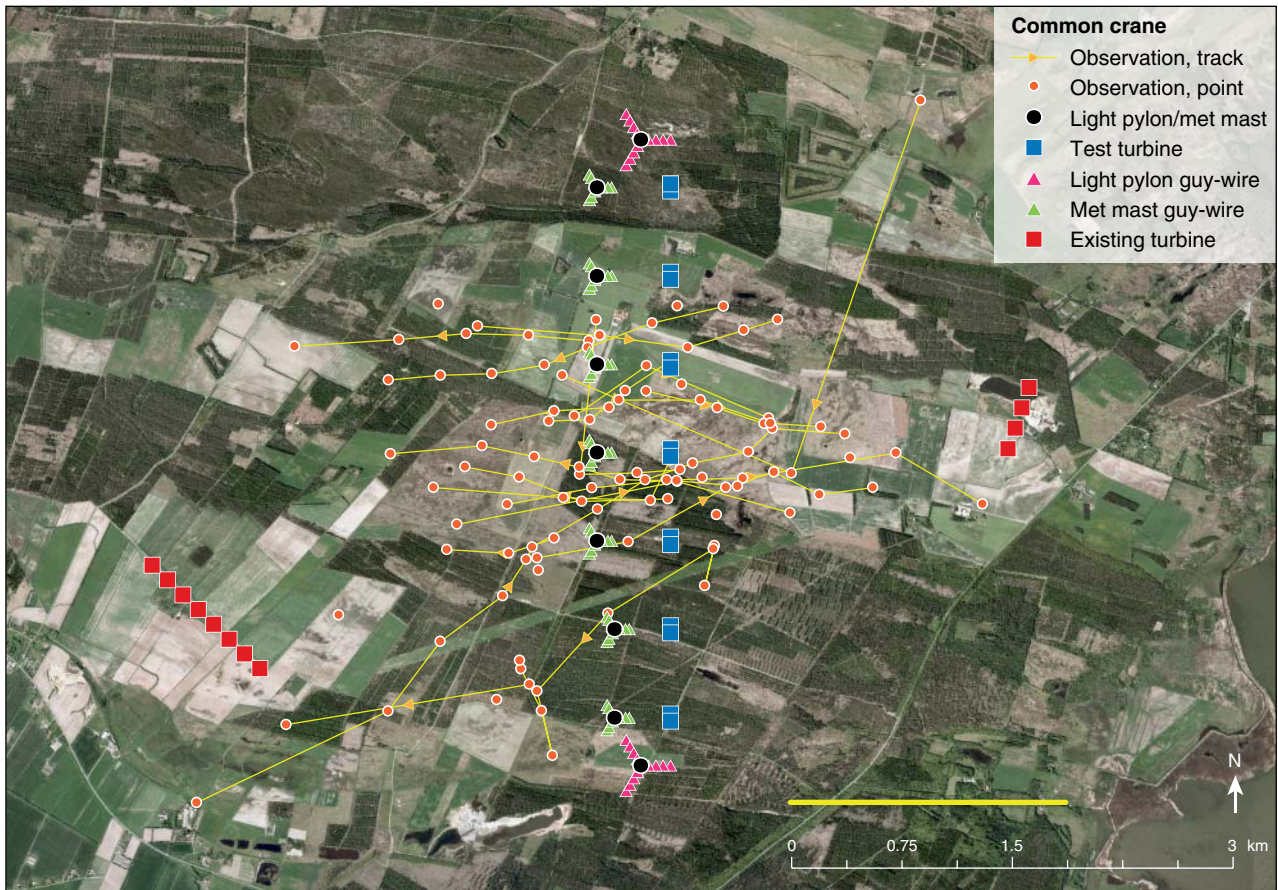 Common crane
Observation, track
Observation, point
Light pylon/met mast
Test turbine
Light pylon guy-wire
Met mast guy-wire
Existing turbine
N
0 0.75 1.5 3 km